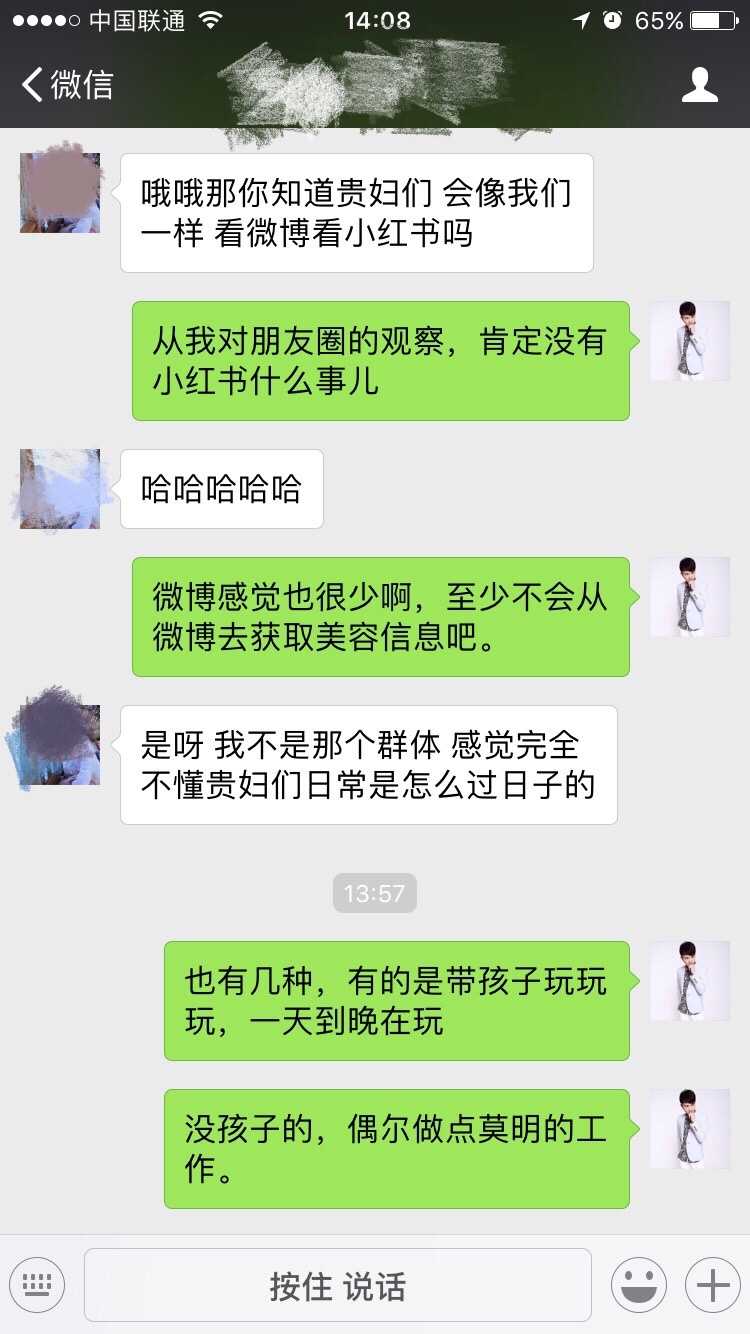 中国联通 14:08 65%
微信
哦哦那你知道贵妇们 会像我们
一样 看微博看小红书吗
从我对朋友圈的观察，肯定没有
小红书什么事儿
哈哈哈哈哈
微博感觉也很少啊，至少不会从
微博去获取美容信息吧。
是呀 我不是那个群体 感觉完全
不懂贵妇们日常是怎么过日子的
13:57
也有几种，有的是带孩子玩玩
玩，一天到晚在玩
没孩子的，偶尔做点莫明的工
作。
按住 说话